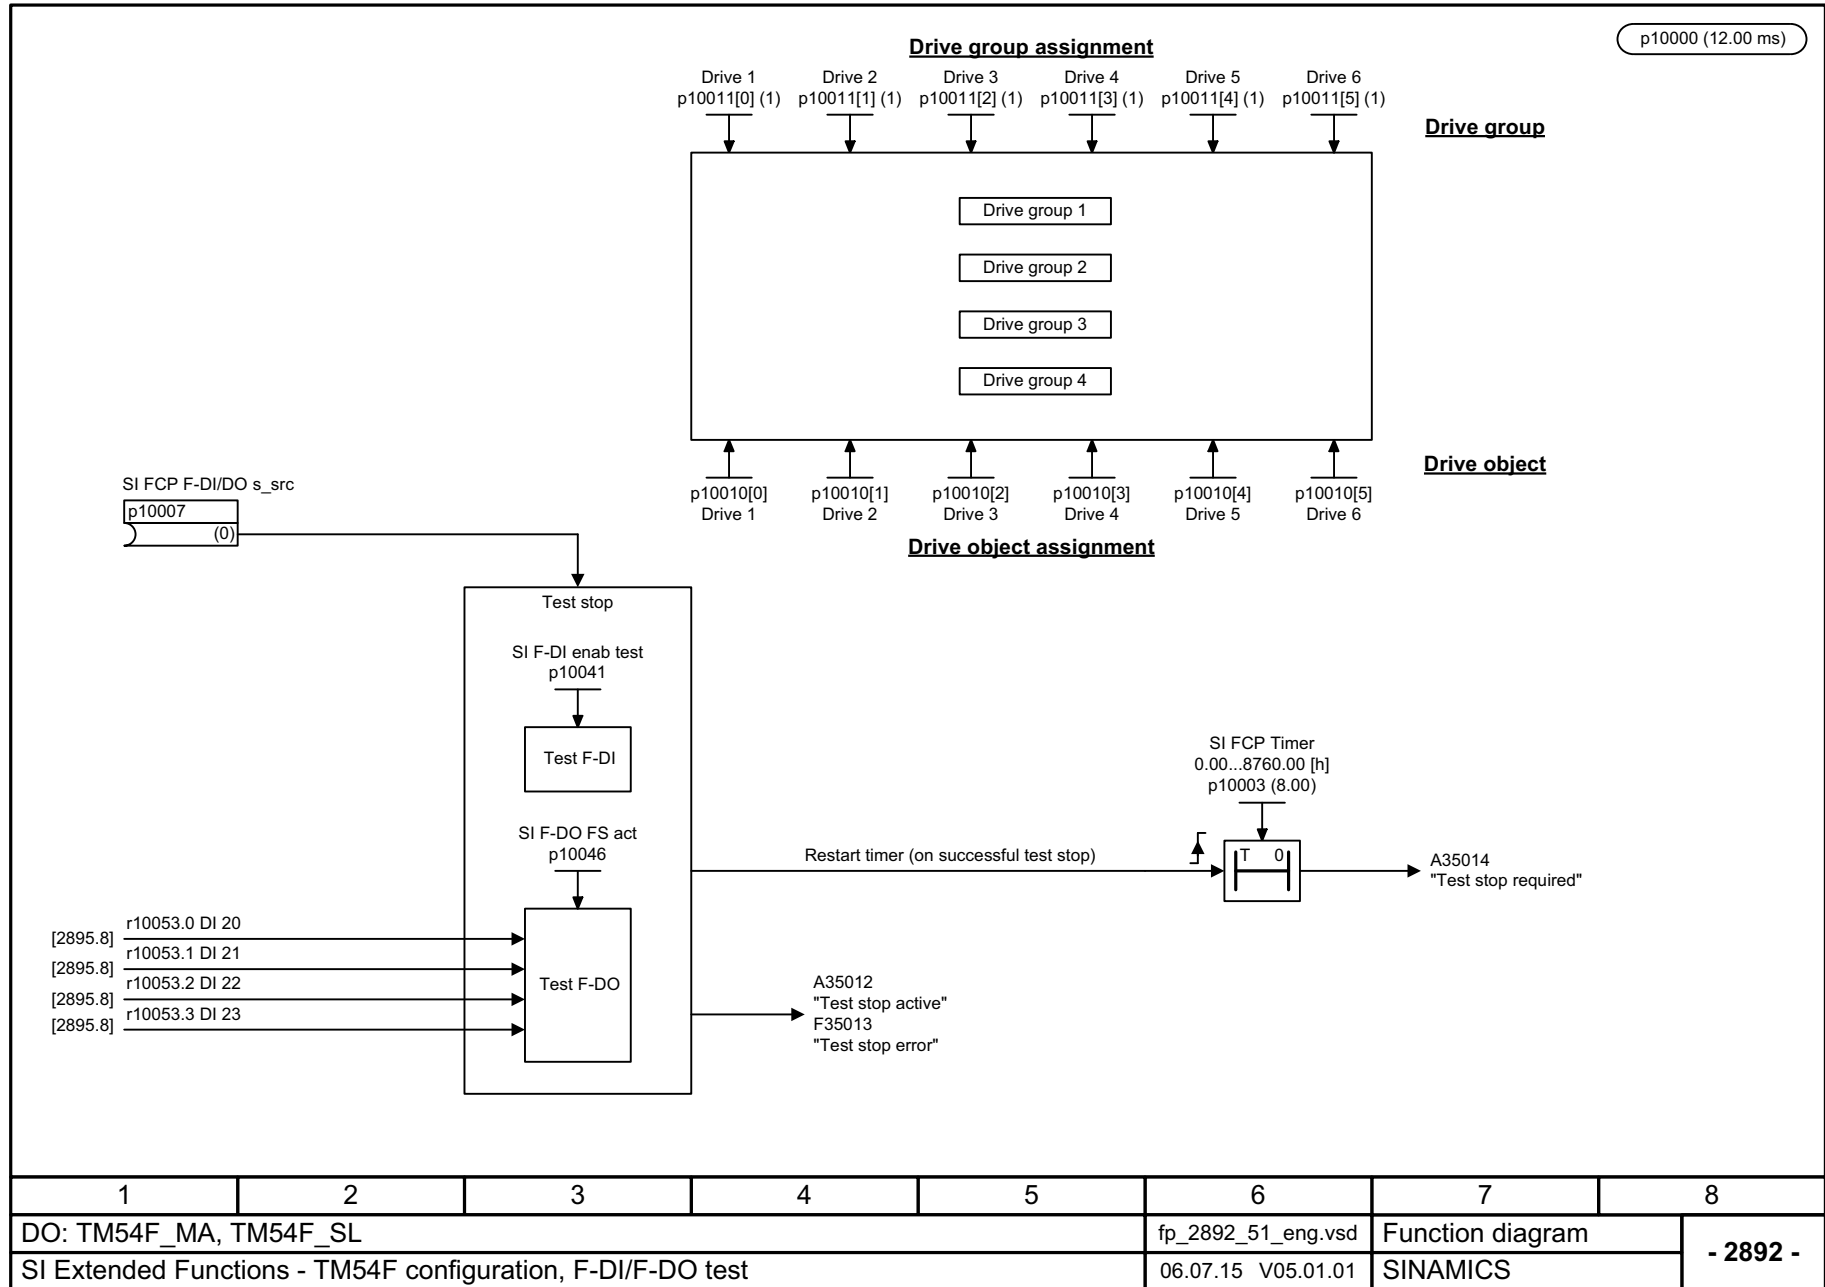 p10000 (12.00 ms)
Drive group assignment
Drive 1 Drive 2 Drive 3 Drive 4 Drive 5 Drive 6
p10011[0] (1) p10011[1] (1) p10011[2] (1) p10011[3] (1) p10011[4] (1) p10011[5] (1)
Drive group
Drive group 1
Drive group 2
Drive group 3
Drive group 4
Drive object
p10010[0] p10010[1] p10010[2] p10010[3] p10010[4] p10010[5]
Drive 1 Drive 2 Drive 3 Drive 4 Drive 5 Drive 6
Drive object assignment
SI FCP F-DI/DO s_src
p10007
(0)
Test stop
SI F-DI enab test
p10041
Test F-DI
SI F-DO FS act
p10046
Test F-DO
r10053.0 DI 20
[2895.8]
r10053.1 DI 21
[2895.8]
r10053.2 DI 22
[2895.8]
r10053.3 DI 23
[2895.8]
Restart timer (on successful test stop)
SI FCP Timer
0.00...8760.00 [h]
p10003 (8.00)
T 0
A35014
"Test stop required"
A35012
"Test stop active"
F35013
"Test stop error"
1 2 3 4 5 6 7 8
DO: TM54F_MA, TM54F_SL fp_2892_51_eng.vsd Function diagram
- 2892 -
SI Extended Functions - TM54F configuration, F-DI/F-DO test 06.07.15 V05.01.01 SINAMICS